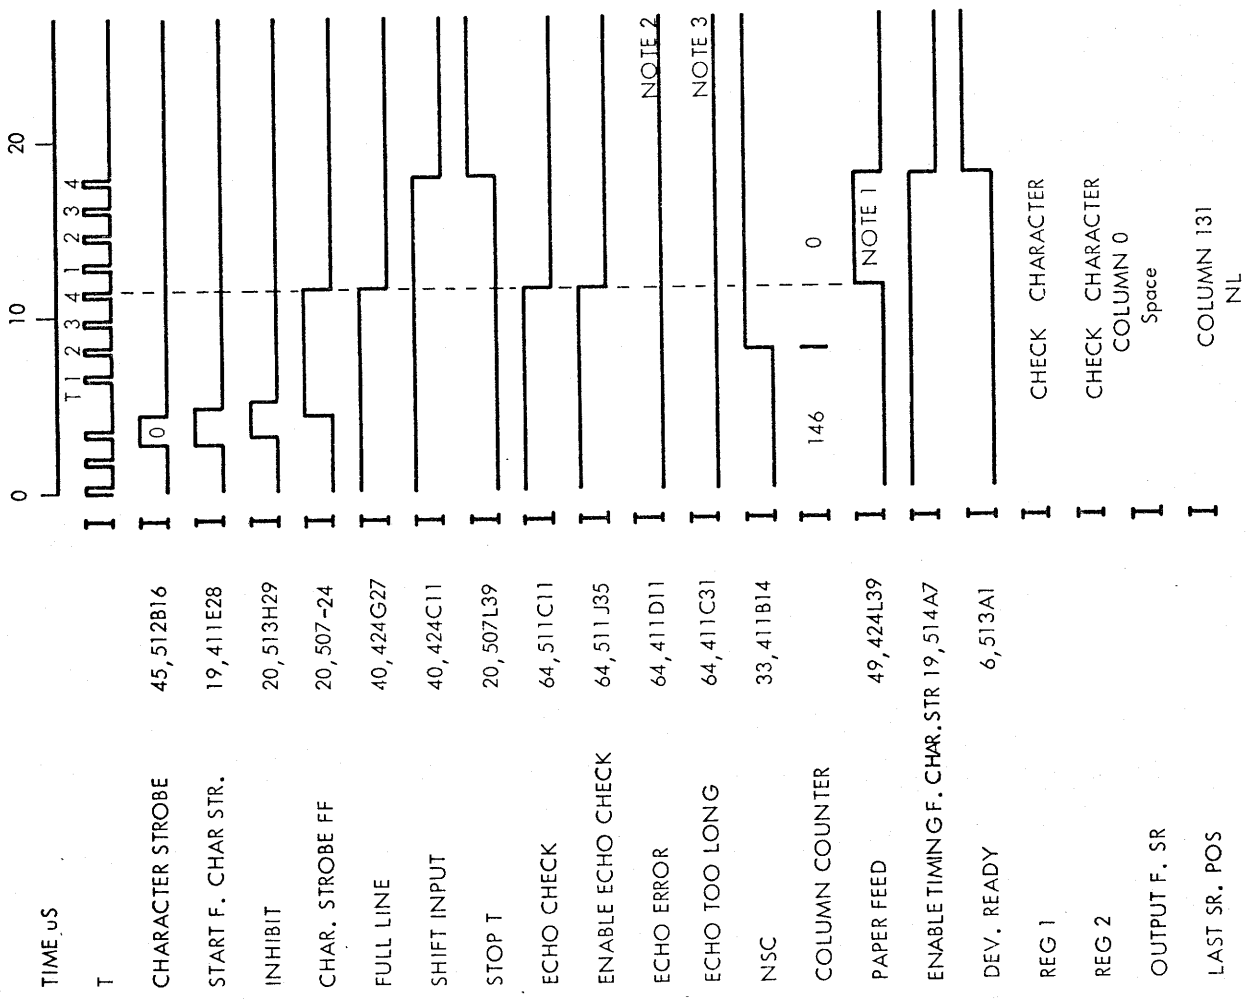 TIME uS 0 10 20
T T1 2 3 4 1 2 3 4
CHARACTER STROBE 45,512B16 0
START F. CHAR STR. 19,411E28
INHIBIT 20,513H29
CHAR. STROBE FF 20,507-24
FULL LINE 40,424G27
SHIFT INPUT 40,424C11
STOP T 20,507L39
ECHO CHECK 64,511C11
ENABLE ECHO CHECK 64,511J35
ECHO ERROR 64,411D11 NOTE 2
ECHO TOO LONG 64,411C31 NOTE 3
NSC 33,411B14
COLUMN COUNTER 146 0
PAPER FEED 49,424L39 NOTE 1
ENABLE TIMING F. CHAR. STR 19,514A7
DEV. READY 6,513A1
REG 1 CHECK CHARACTER
REG 2 CHECK CHARACTER
OUTPUT F. SR COLUMN 0
Space
LAST SR. POS COLUMN 131
NL